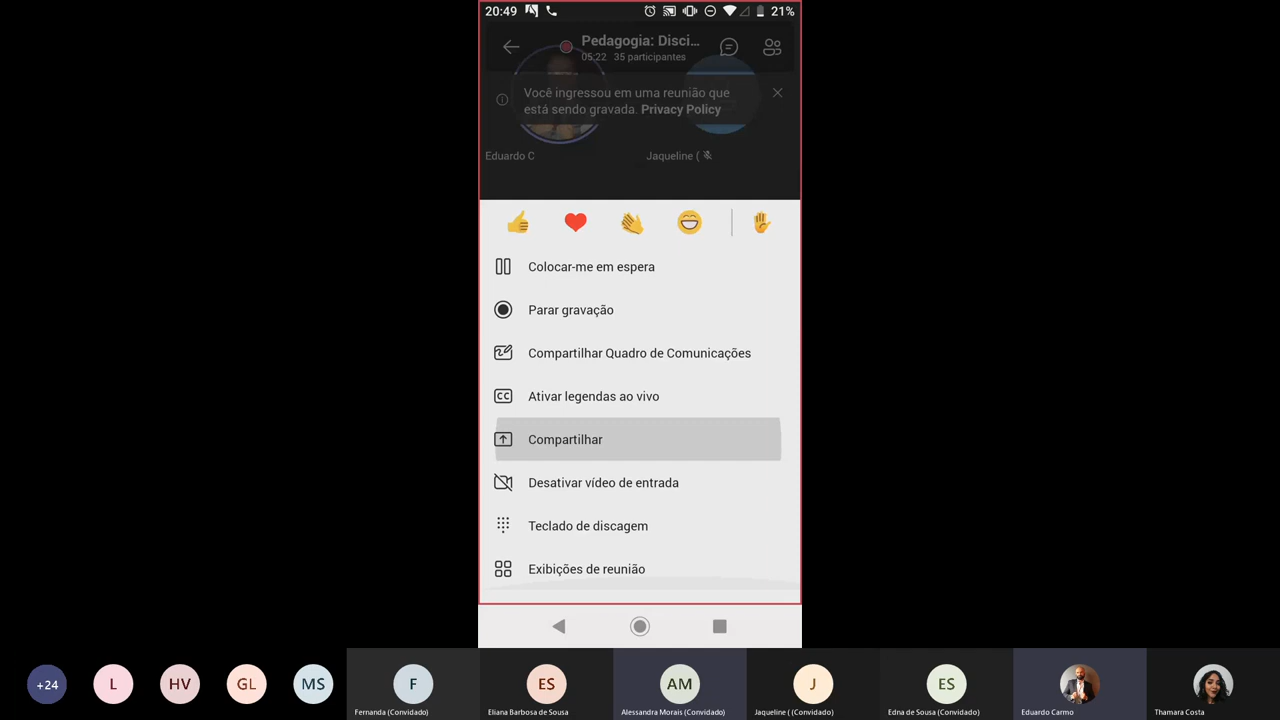 20:49
21%
Pedagogia: Disci...
05:22 35 participantes
Você ingressou em uma reunião que
está sendo gravada. Privacy Policy
Eduardo C
Jaqueline (
Colocar-me em espera
Parar gravação
Compartilhar Quadro de Comunicações
CC
Ativar legendas ao vivo
Compartilhar
Desativar vídeo de entrada
Teclado de discagem
Exibições de reunião
+24
L
HV
GL
MS
F
ES
AM
J
ES
Fernanda (Convidado)
Eliana Barbosa de Sousa
Alessandra Morais (Convidado)
Jaqueline ( (Convidado)
Edna de Sousa (Convidado)
Eduardo Carmo
Thamara Costa